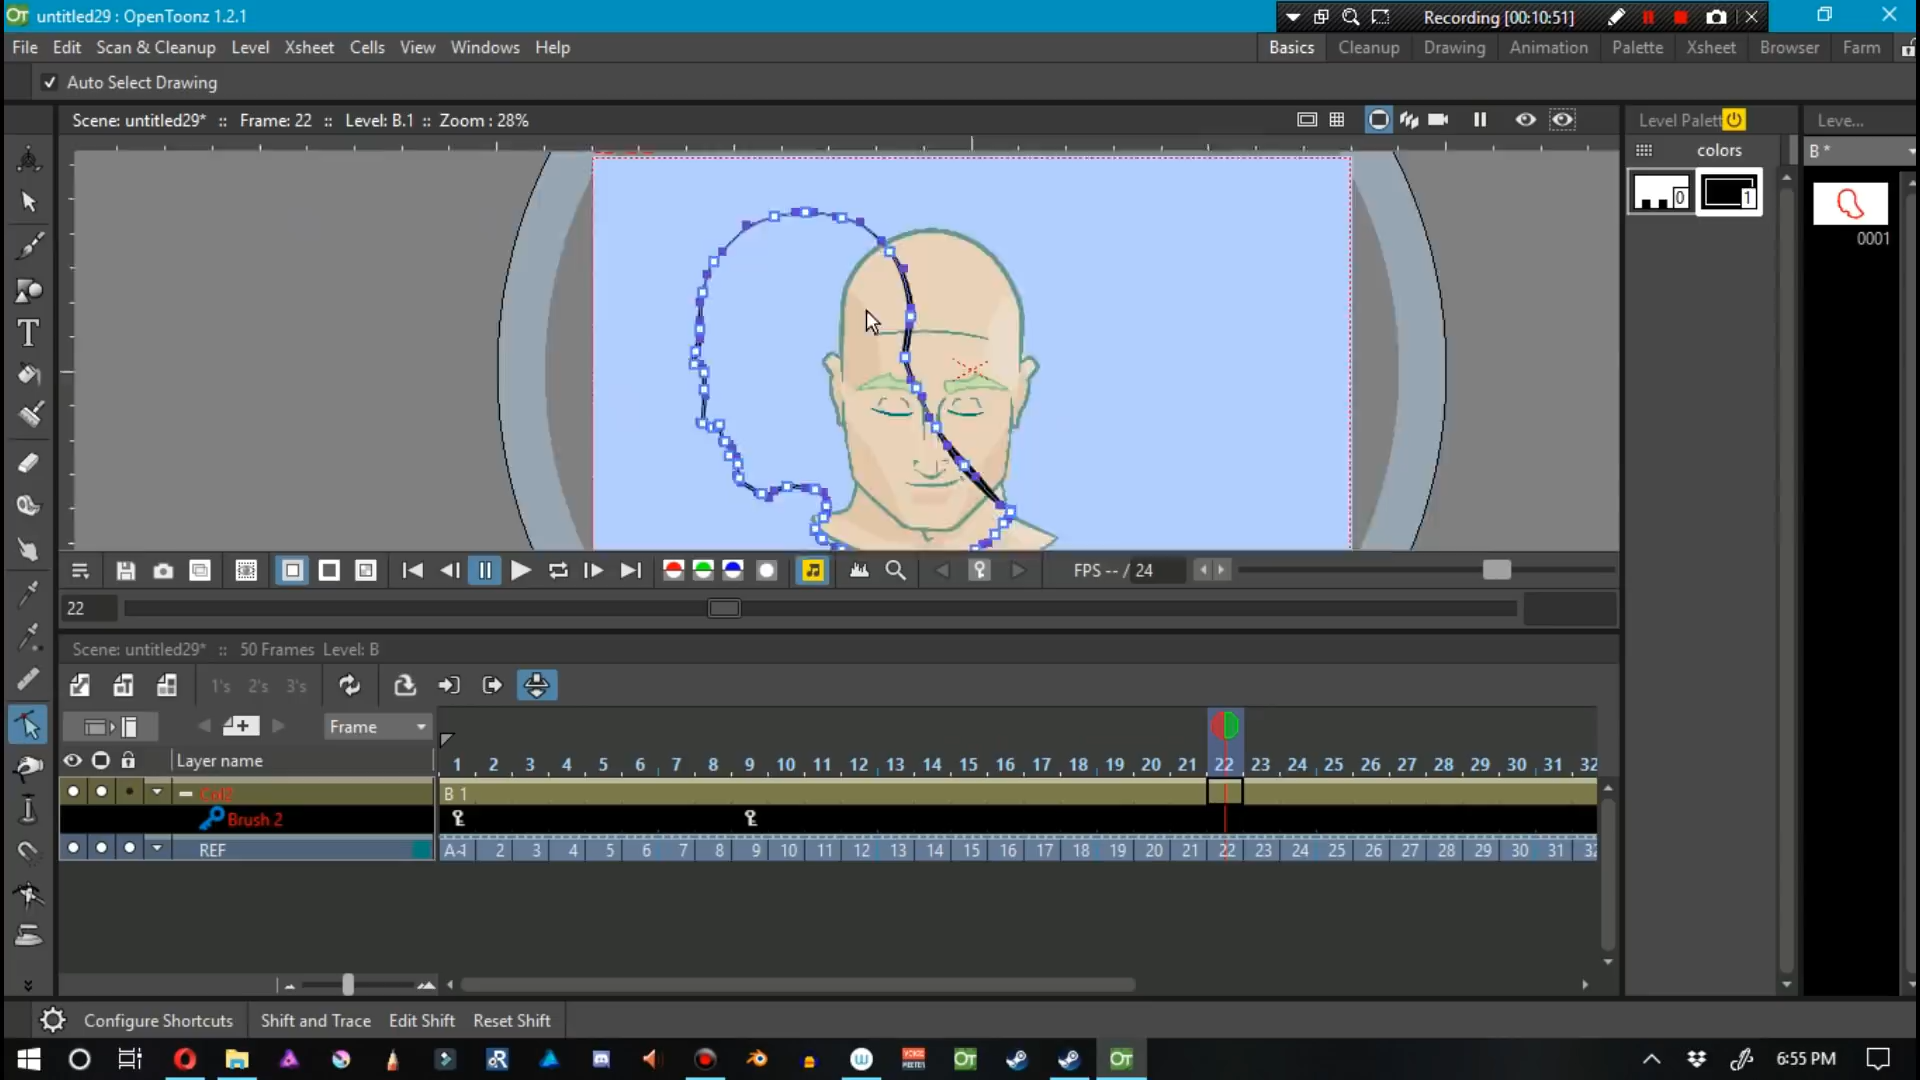 untitled29 : OpenToonz 1.2.1
Recording [00:10:51]
File Edit Scan & Cleanup Level Xsheet Cells View Windows Help
Basics Cleanup Drawing Animation Palette Xsheet Browser Farm
Auto Select Drawing
Scene: untitled29* :: Frame: 22 :: Level: B.1 :: Zoom : 28%
Level Palett
Leve...
colors
B *
0
1
0001
FPS -- / 24
22
Scene: untitled29* :: 50 Frames Level: B
1's 2's 3's
Frame
Layer name
1 2 3 4 5 6 7 8 9 10 11 12 13 14 15 16 17 18 19 20 21 22 23 24 25 26 27 28 29 30 31 32
Col2
B 1
Brush 2
REF
A-1 2 3 4 5 6 7 8 9 10 11 12 13 14 15 16 17 18 19 20 21 22 23 24 25 26 27 28 29 30 31 32
Configure Shortcuts Shift and Trace Edit Shift Reset Shift
6:55 PM